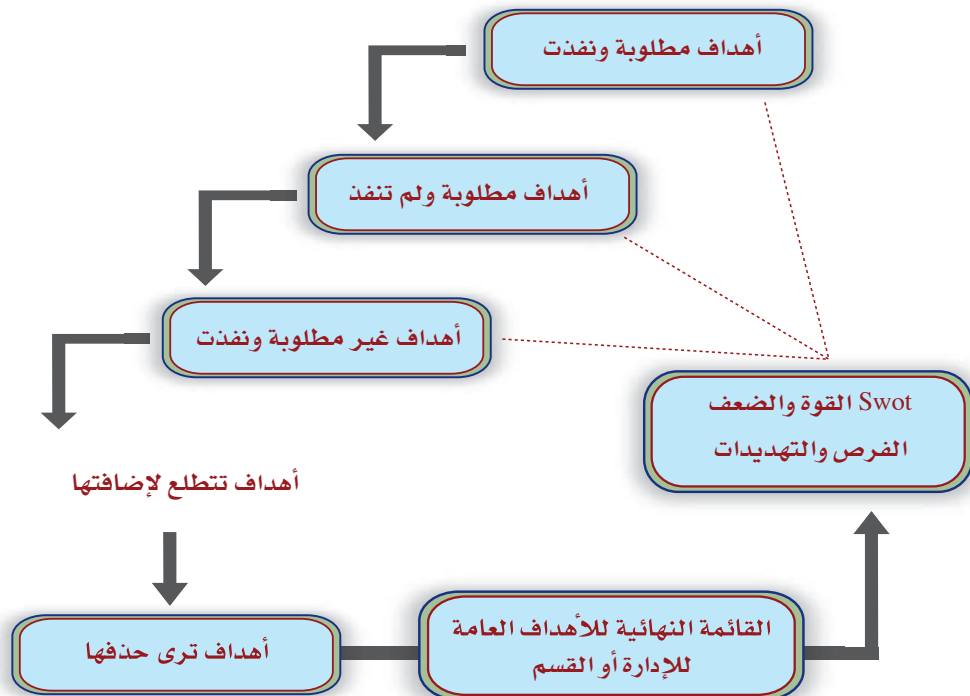 أهداف مطلوبة ونفذت
أهداف مطلوبة ولم تنفذ
أهداف غير مطلوبة ونفذت
Swot القوة والضعف
الفرص والتهديدات
أهداف تتطلع لإضافتها
أهداف ترى حذفها
القائمة النهائية للأهداف العامة
للإدارة أو القسم